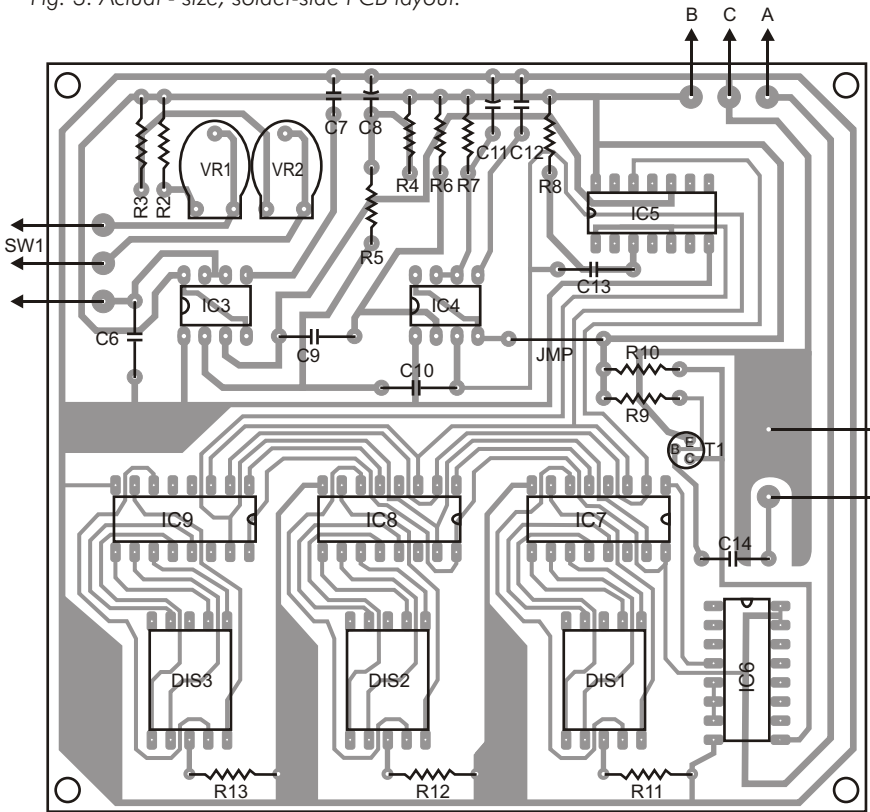 Fig. 3: Actual - size, solder-side PCB layout.
B C A
C7 C8
R3 R2 VR1 VR2 R4 R6 R7 C11 C12 R8
IC5
SW1
R5
C13
IC3 IC4
C6
C9
JMP
C10
R10
R9
B E C T1
IC9 IC8 IC7
C14
DIS3 DIS2 DIS1 IC6
R13 R12 R11